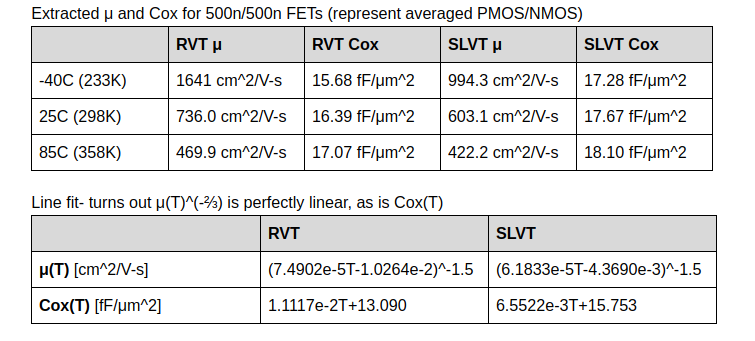 Extracted μ and Cox for 500n/500n FETs (represent averaged PMOS/NMOS)
RVT μ RVT Cox SLVT μ SLVT Cox
-40C (233K) 1641 cm^2/V-s 15.68 fF/μm^2 994.3 cm^2/V-s 17.28 fF/μm^2
25C (298K) 736.0 cm^2/V-s 16.39 fF/μm^2 603.1 cm^2/V-s 17.67 fF/μm^2
85C (358K) 469.9 cm^2/V-s 17.07 fF/μm^2 422.2 cm^2/V-s 18.10 fF/μm^2
Line fit- turns out μ(T)^(-⅔) is perfectly linear, as is Cox(T)
RVT SLVT
μ(T) [cm^2/V-s] (7.4902e-5T-1.0264e-2)^-1.5 (6.1833e-5T-4.3690e-3)^-1.5
Cox(T) [fF/μm^2] 1.1117e-2T+13.090 6.5522e-3T+15.753